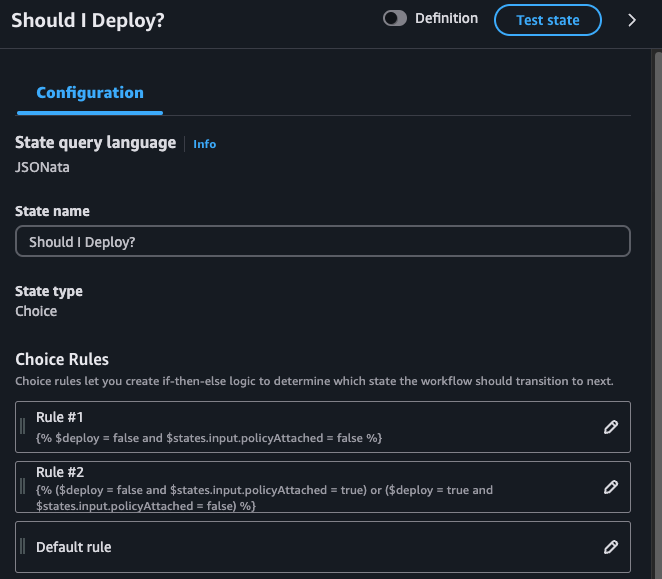 Should I Deploy?
Definition
Test state
Configuration
State query language
Info
JSONata
State name
Should I Deploy?
State type
Choice
Choice Rules
Choice rules let you create if-then-else logic to determine which state the workflow should transition to next.
Rule #1
{% $deploy = false and $states.input.policyAttached = false %}
Rule #2
{% ($deploy = false and $states.input.policyAttached = true) or ($deploy = true and
$states.input.policyAttached = false) %}
Default rule